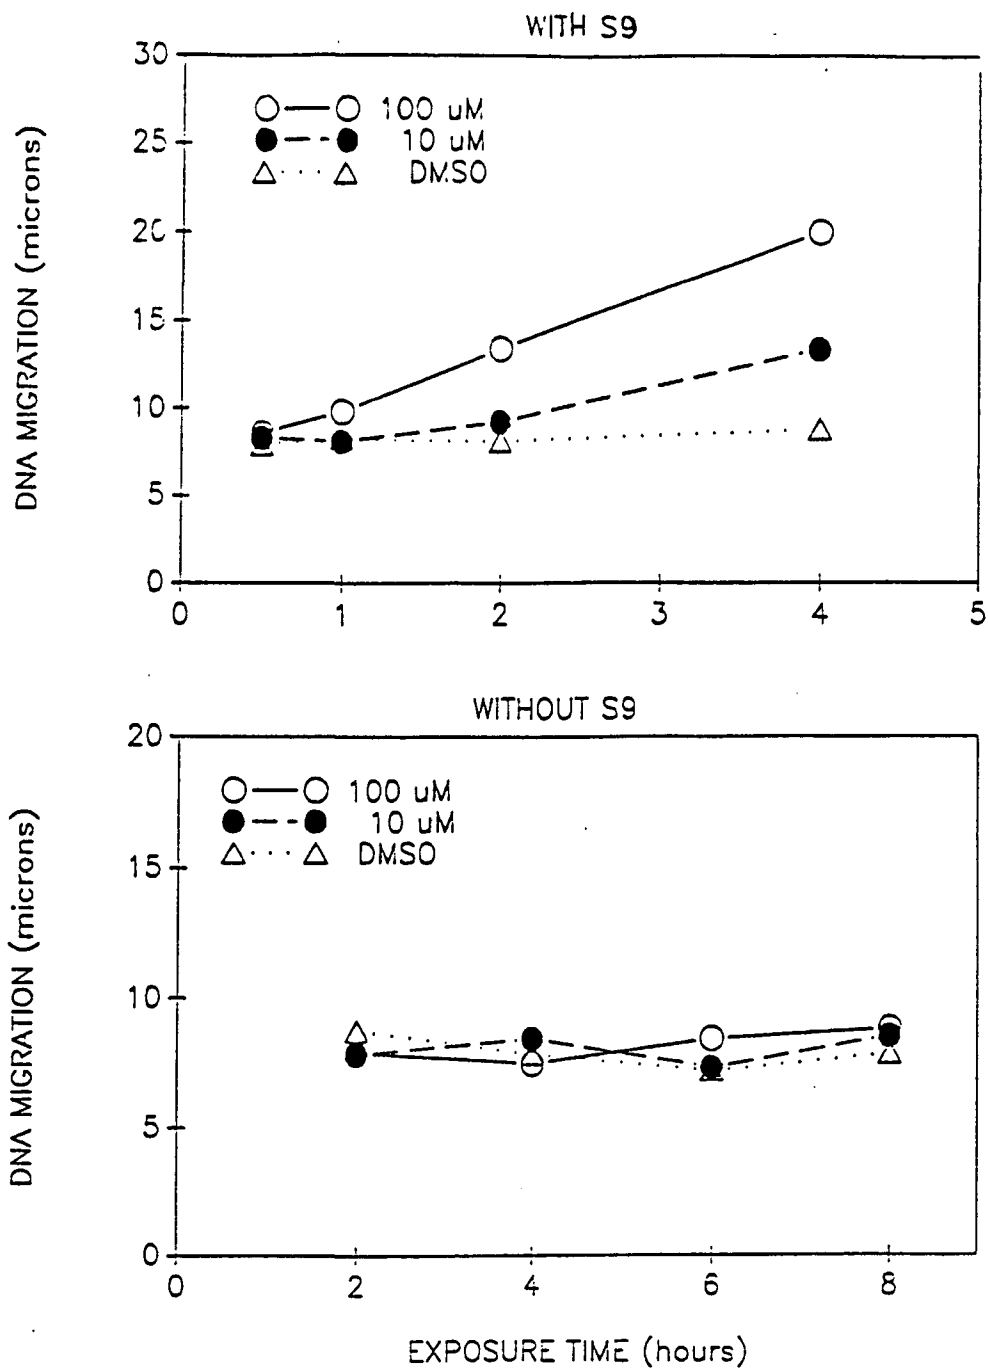 WITH S9
30
25
20
15
10
5
0
DNA MIGRATION (microns)
100 uM
10 uM
DMSO
0 1 2 3 4 5
WITHOUT S9
20
15
10
5
0
DNA MIGRATION (microns)
100 uM
10 uM
DMSO
0 2 4 6 8
EXPOSURE TIME (hours)